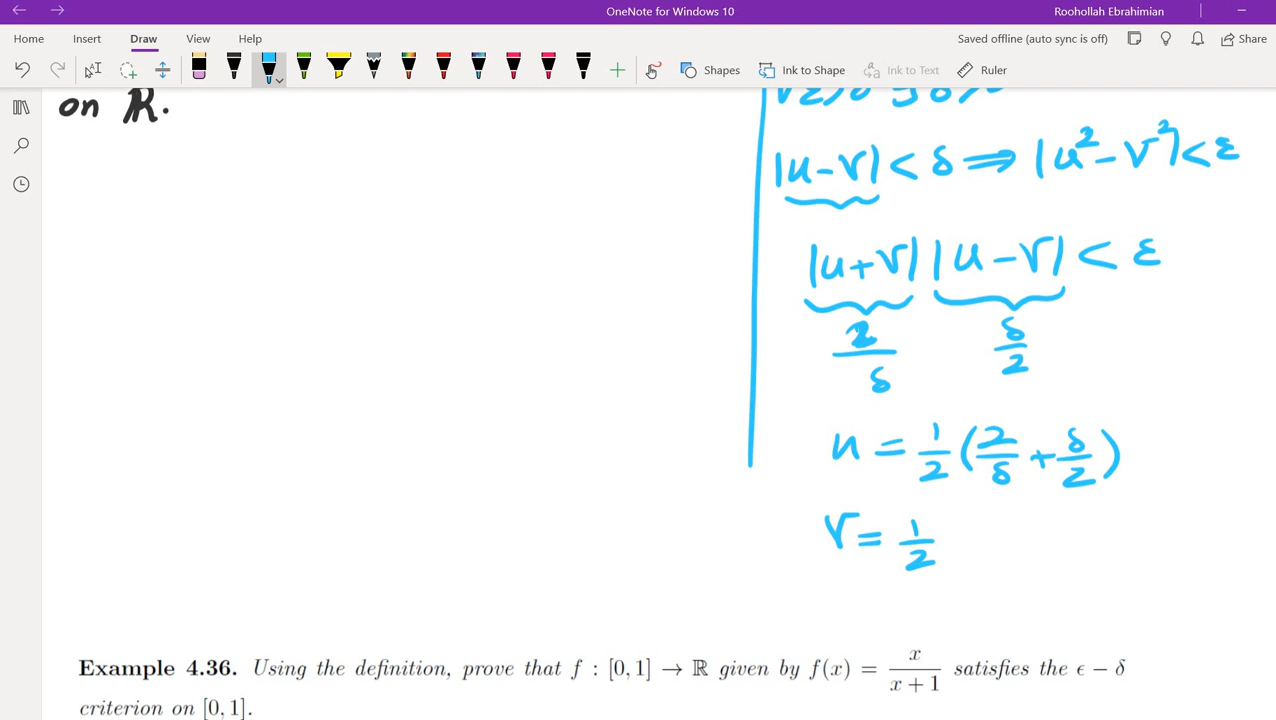 OneNote for Windows 10
Roohollah Ebrahimian
Home Insert Draw View Help
Saved offline (auto sync is off)
Share
Shapes
Ink to Shape
Ink to Text
Ruler
on ℝ.
|u-v| < δ ⟹ |u²-v²| < ε
|u+v| |u-v| < ε
2/δ δ/2
u = 1/2 (2/δ + δ/2)
v = 1/2
Example 4.36. Using the definition, prove that f : [0,1] → ℝ given by f(x) = x/(x+1) satisfies the ϵ − δ
criterion on [0,1].